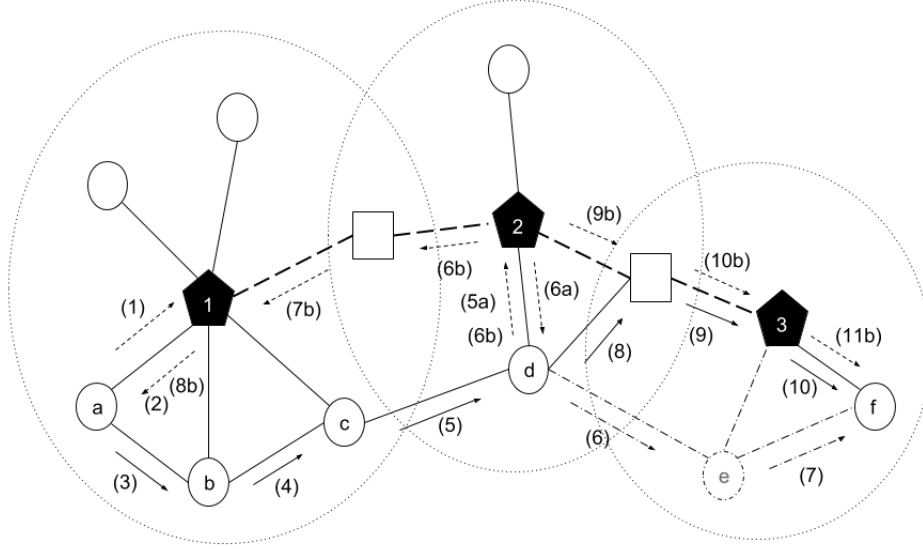 2
(9b)
(6b)
(10b)
(7b)
(5a)
(6a)
1
(1)
(6b)
(9)
3
(11b)
(8)
(8b)
(2)
d
(10)
a
c
f
(5)
(6)
(3)
b
(4)
e
(7)